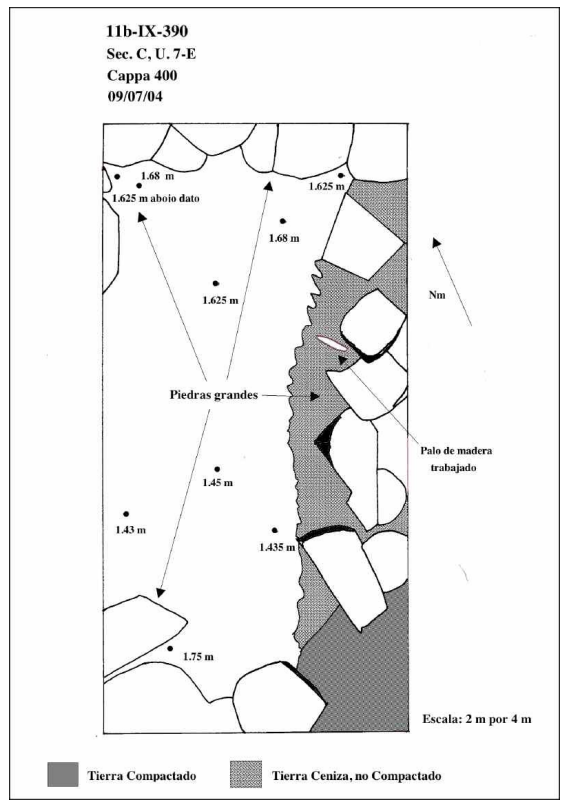 11b-IX-390
Sec. C, U. 7-E
Cappa 400
09/07/04
1.68 m
1.625 m aboio dato
1.625 m
1.68 m
1.625 m
Nm
Piedras grandes
Palo de madera
trabajado
1.45 m
1.43 m
1.435 m
1.75 m
Escala: 2 m por 4 m
Tierra Compactado
Tierra Ceniza, no Compactado